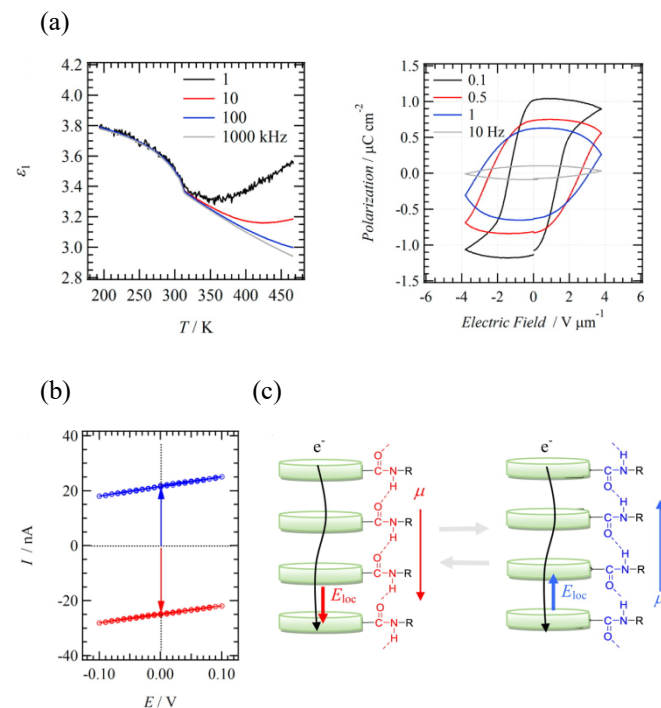 (a)
4.2
4.0
3.8
3.6
3.4
3.2
3.0
2.8
ε1
1
10
100
1000 kHz
200 250 300 350 400 450
T / K
1.5
1.0
0.5
0.0
-0.5
-1.0
-1.5
Polarization / μC cm-2
0.1
0.5
1
10 Hz
-6 -4 -2 0 2 4 6
Electric Field / V μm-1
(b)
40
20
0
-20
-40
I / nA
-0.10 0.00 0.10
E / V
(c)
e-
O
C N R
H
O
C N R
H
O
C N R
H
O
C N R
H
μ
Eloc
e-
H
C N R
O
H
C N R
O
H
C N R
O
H
C N R
O
μ
Eloc